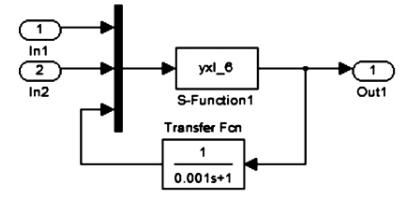 1
In1
2
In2
yxl_6
S-Function1
1
Out1
Transfer Fcn
1
0.001s+1